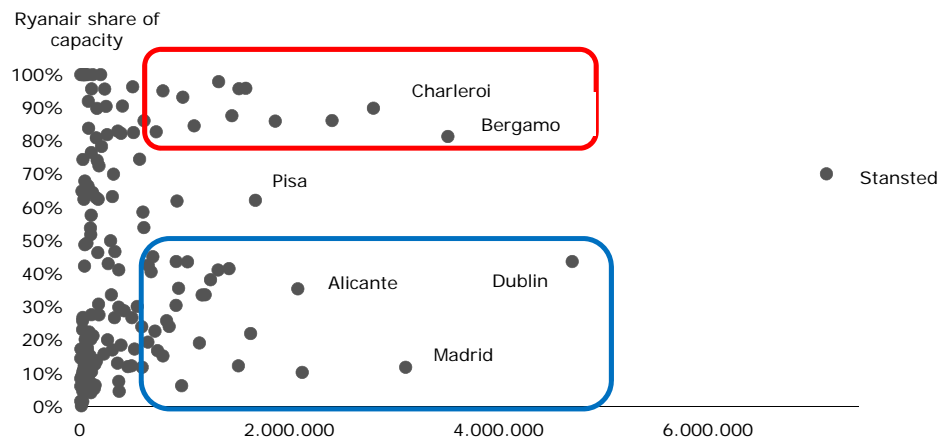 Ryanair share of
capacity
100%
90%
80%
70%
60%
50%
40%
30%
20%
10%
0%
Charleroi
Bergamo
Stansted
Pisa
Alicante
Dublin
Madrid
0
2.000.000
4.000.000
6.000.000